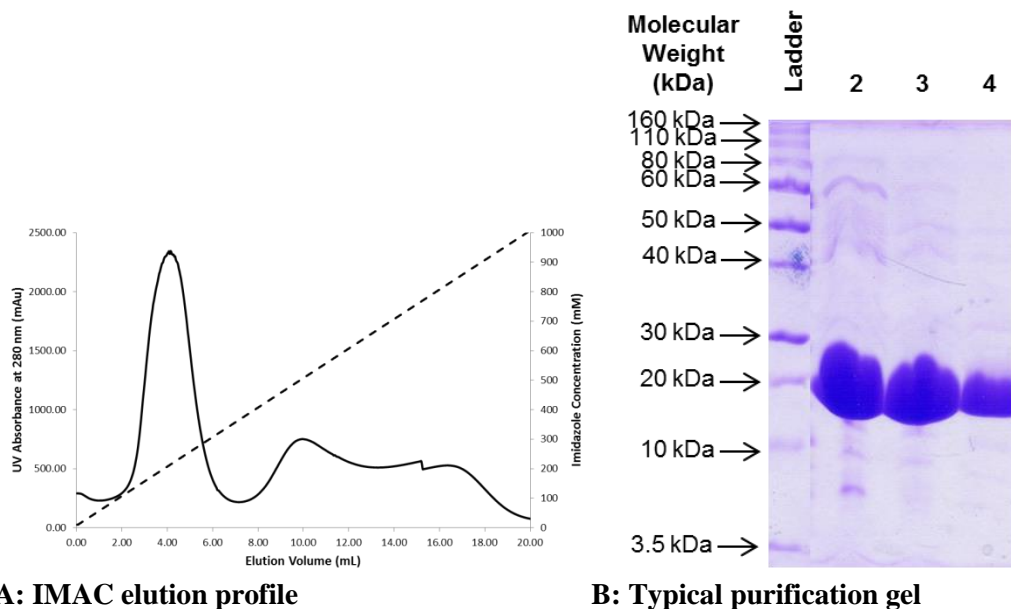 Molecular
Weight
(kDa)
Ladder
2
3
4
160 kDa
110 kDa
80 kDa
60 kDa
50 kDa
40 kDa
30 kDa
20 kDa
10 kDa
3.5 kDa
2500.00
2000.00
1500.00
1000.00
500.00
0.00
UV Absorbance at 280 nm (mAu)
1000
900
800
700
600
500
400
300
200
100
0
Imidazole Concentration (mM)
0.00 2.00 4.00 6.00 8.00 10.00 12.00 14.00 16.00 18.00 20.00
Elution Volume (mL)
A: IMAC elution profile
B: Typical purification gel